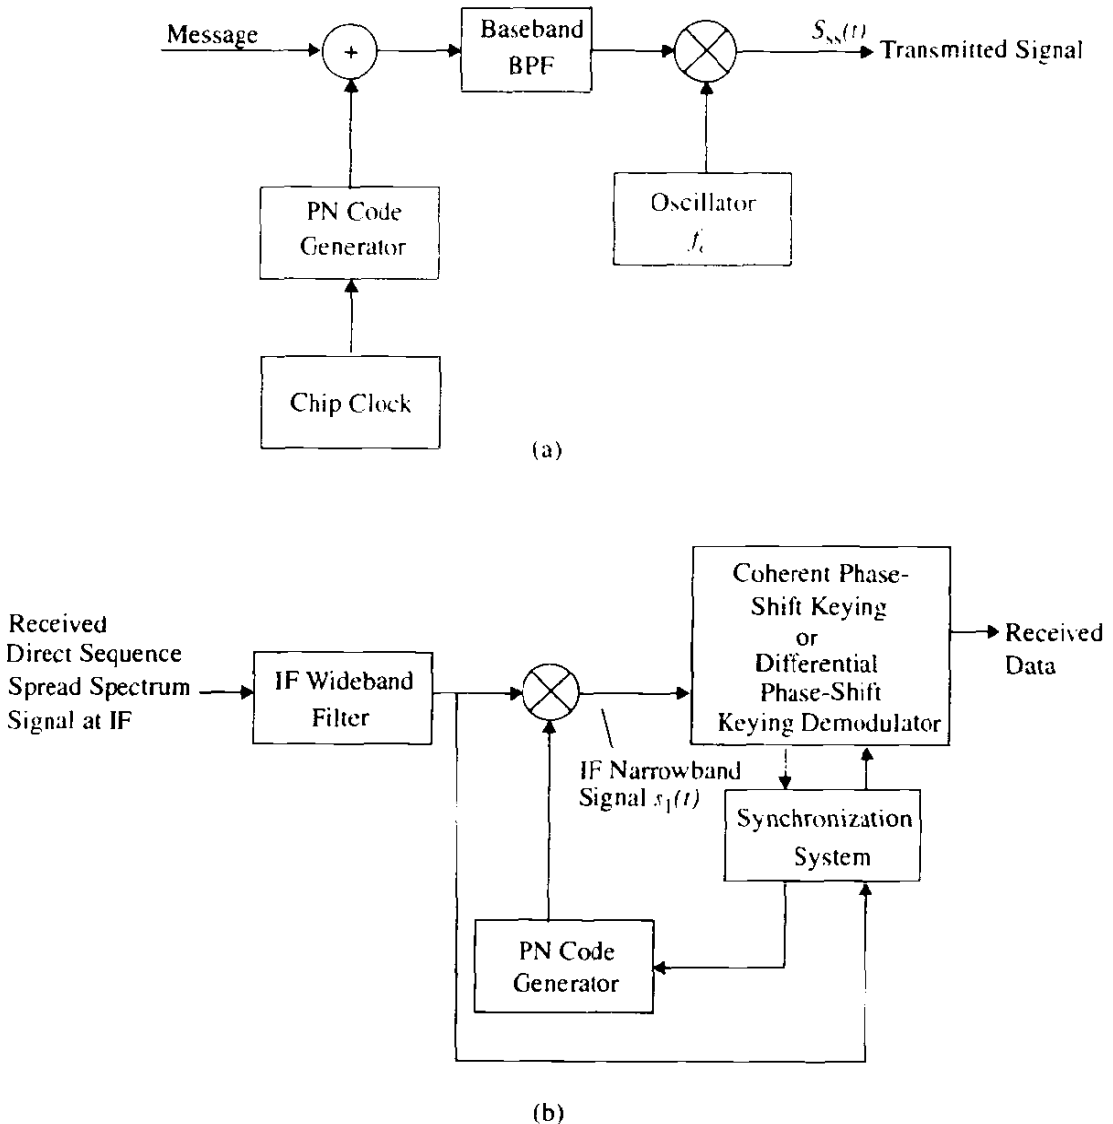 Message
+
Baseband
BPF
S_ss(t)
Transmitted Signal
PN Code
Generator
Oscillator
f_c
Chip Clock
(a)
Received
Direct Sequence
Spread Spectrum
Signal at IF
IF Wideband
Filter
IF Narrowband
Signal s_1(t)
Coherent Phase-
Shift Keying
or
Differential
Phase-Shift
Keying Demodulator
Received
Data
Synchronization
System
PN Code
Generator
(b)